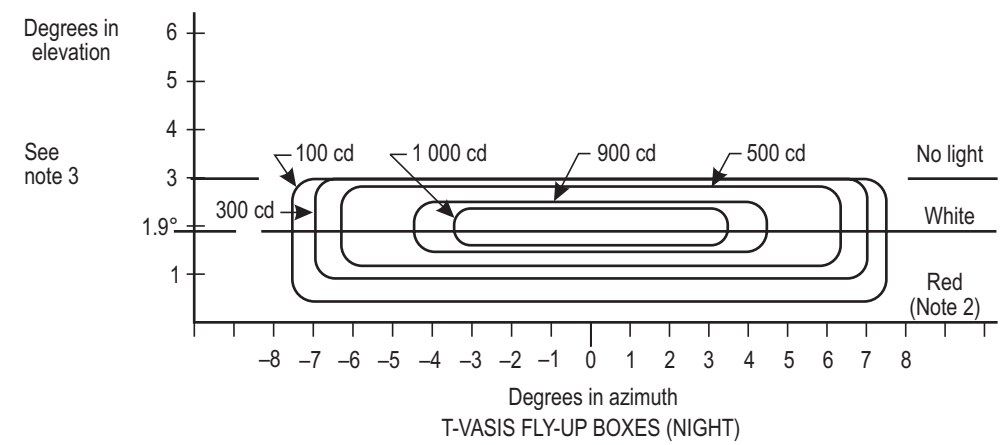 Degrees in
elevation
6
5
4
See
note 3
3
1.9°
1
100 cd
1 000 cd
900 cd
500 cd
300 cd
No light
White
Red
(Note 2)
–8 –7 –6 –5 –4 –3 –2 –1 0 1 2 3 4 5 6 7 8
Degrees in azimuth
T-VASIS FLY-UP BOXES (NIGHT)